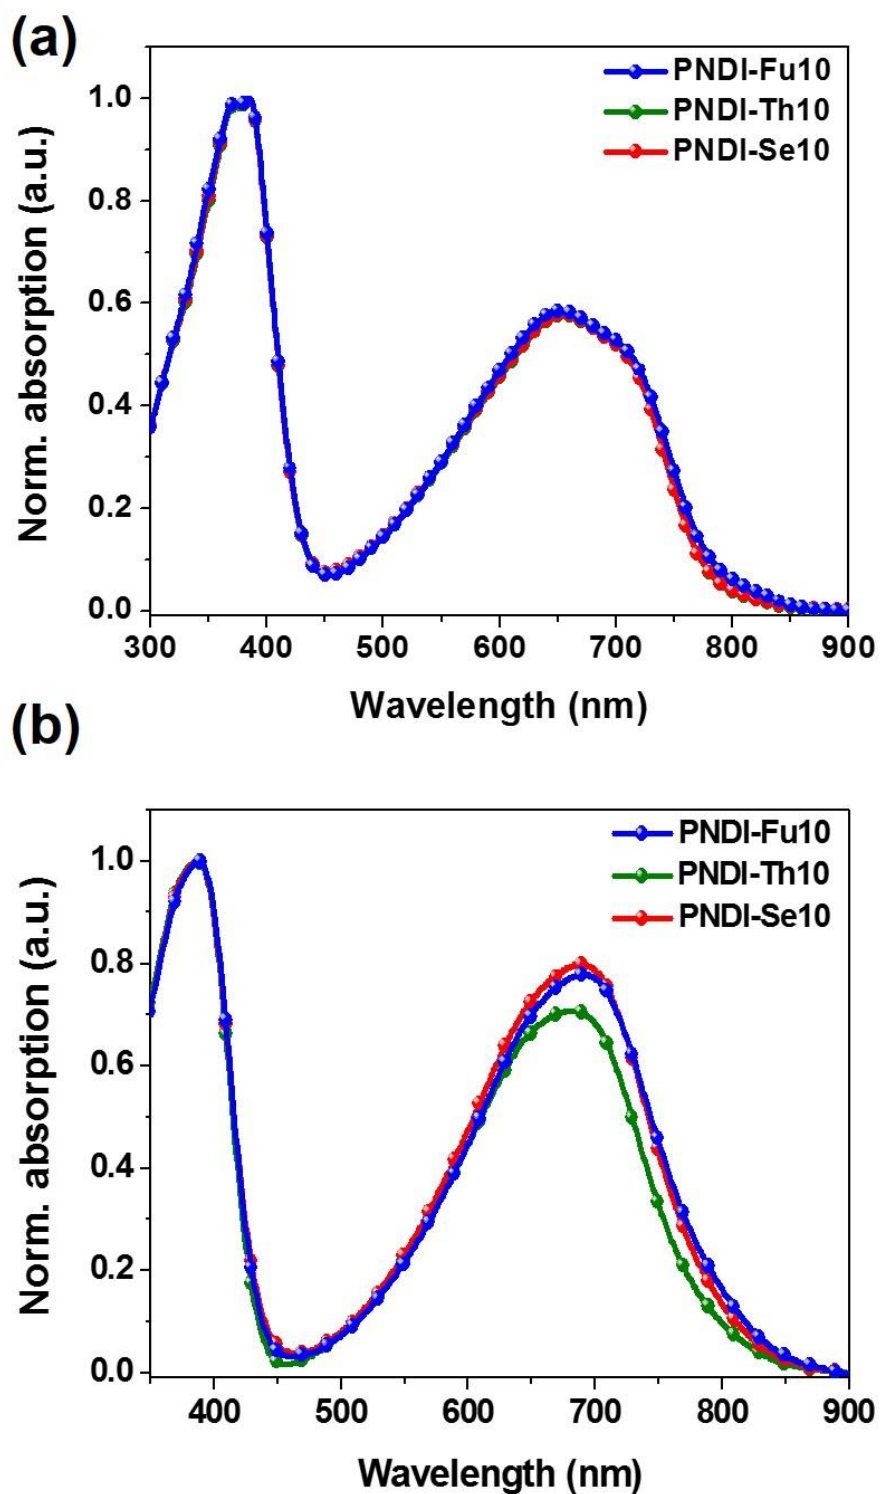 (a)
PNDI-Fu10
PNDI-Th10
PNDI-Se10
Norm. absorption (a.u.)
1.0
0.8
0.6
0.4
0.2
0.0
300 400 500 600 700 800 900
Wavelength (nm)
(b)
PNDI-Fu10
PNDI-Th10
PNDI-Se10
Norm. absorption (a.u.)
1.0
0.8
0.6
0.4
0.2
0.0
400 500 600 700 800 900
Wavelength (nm)